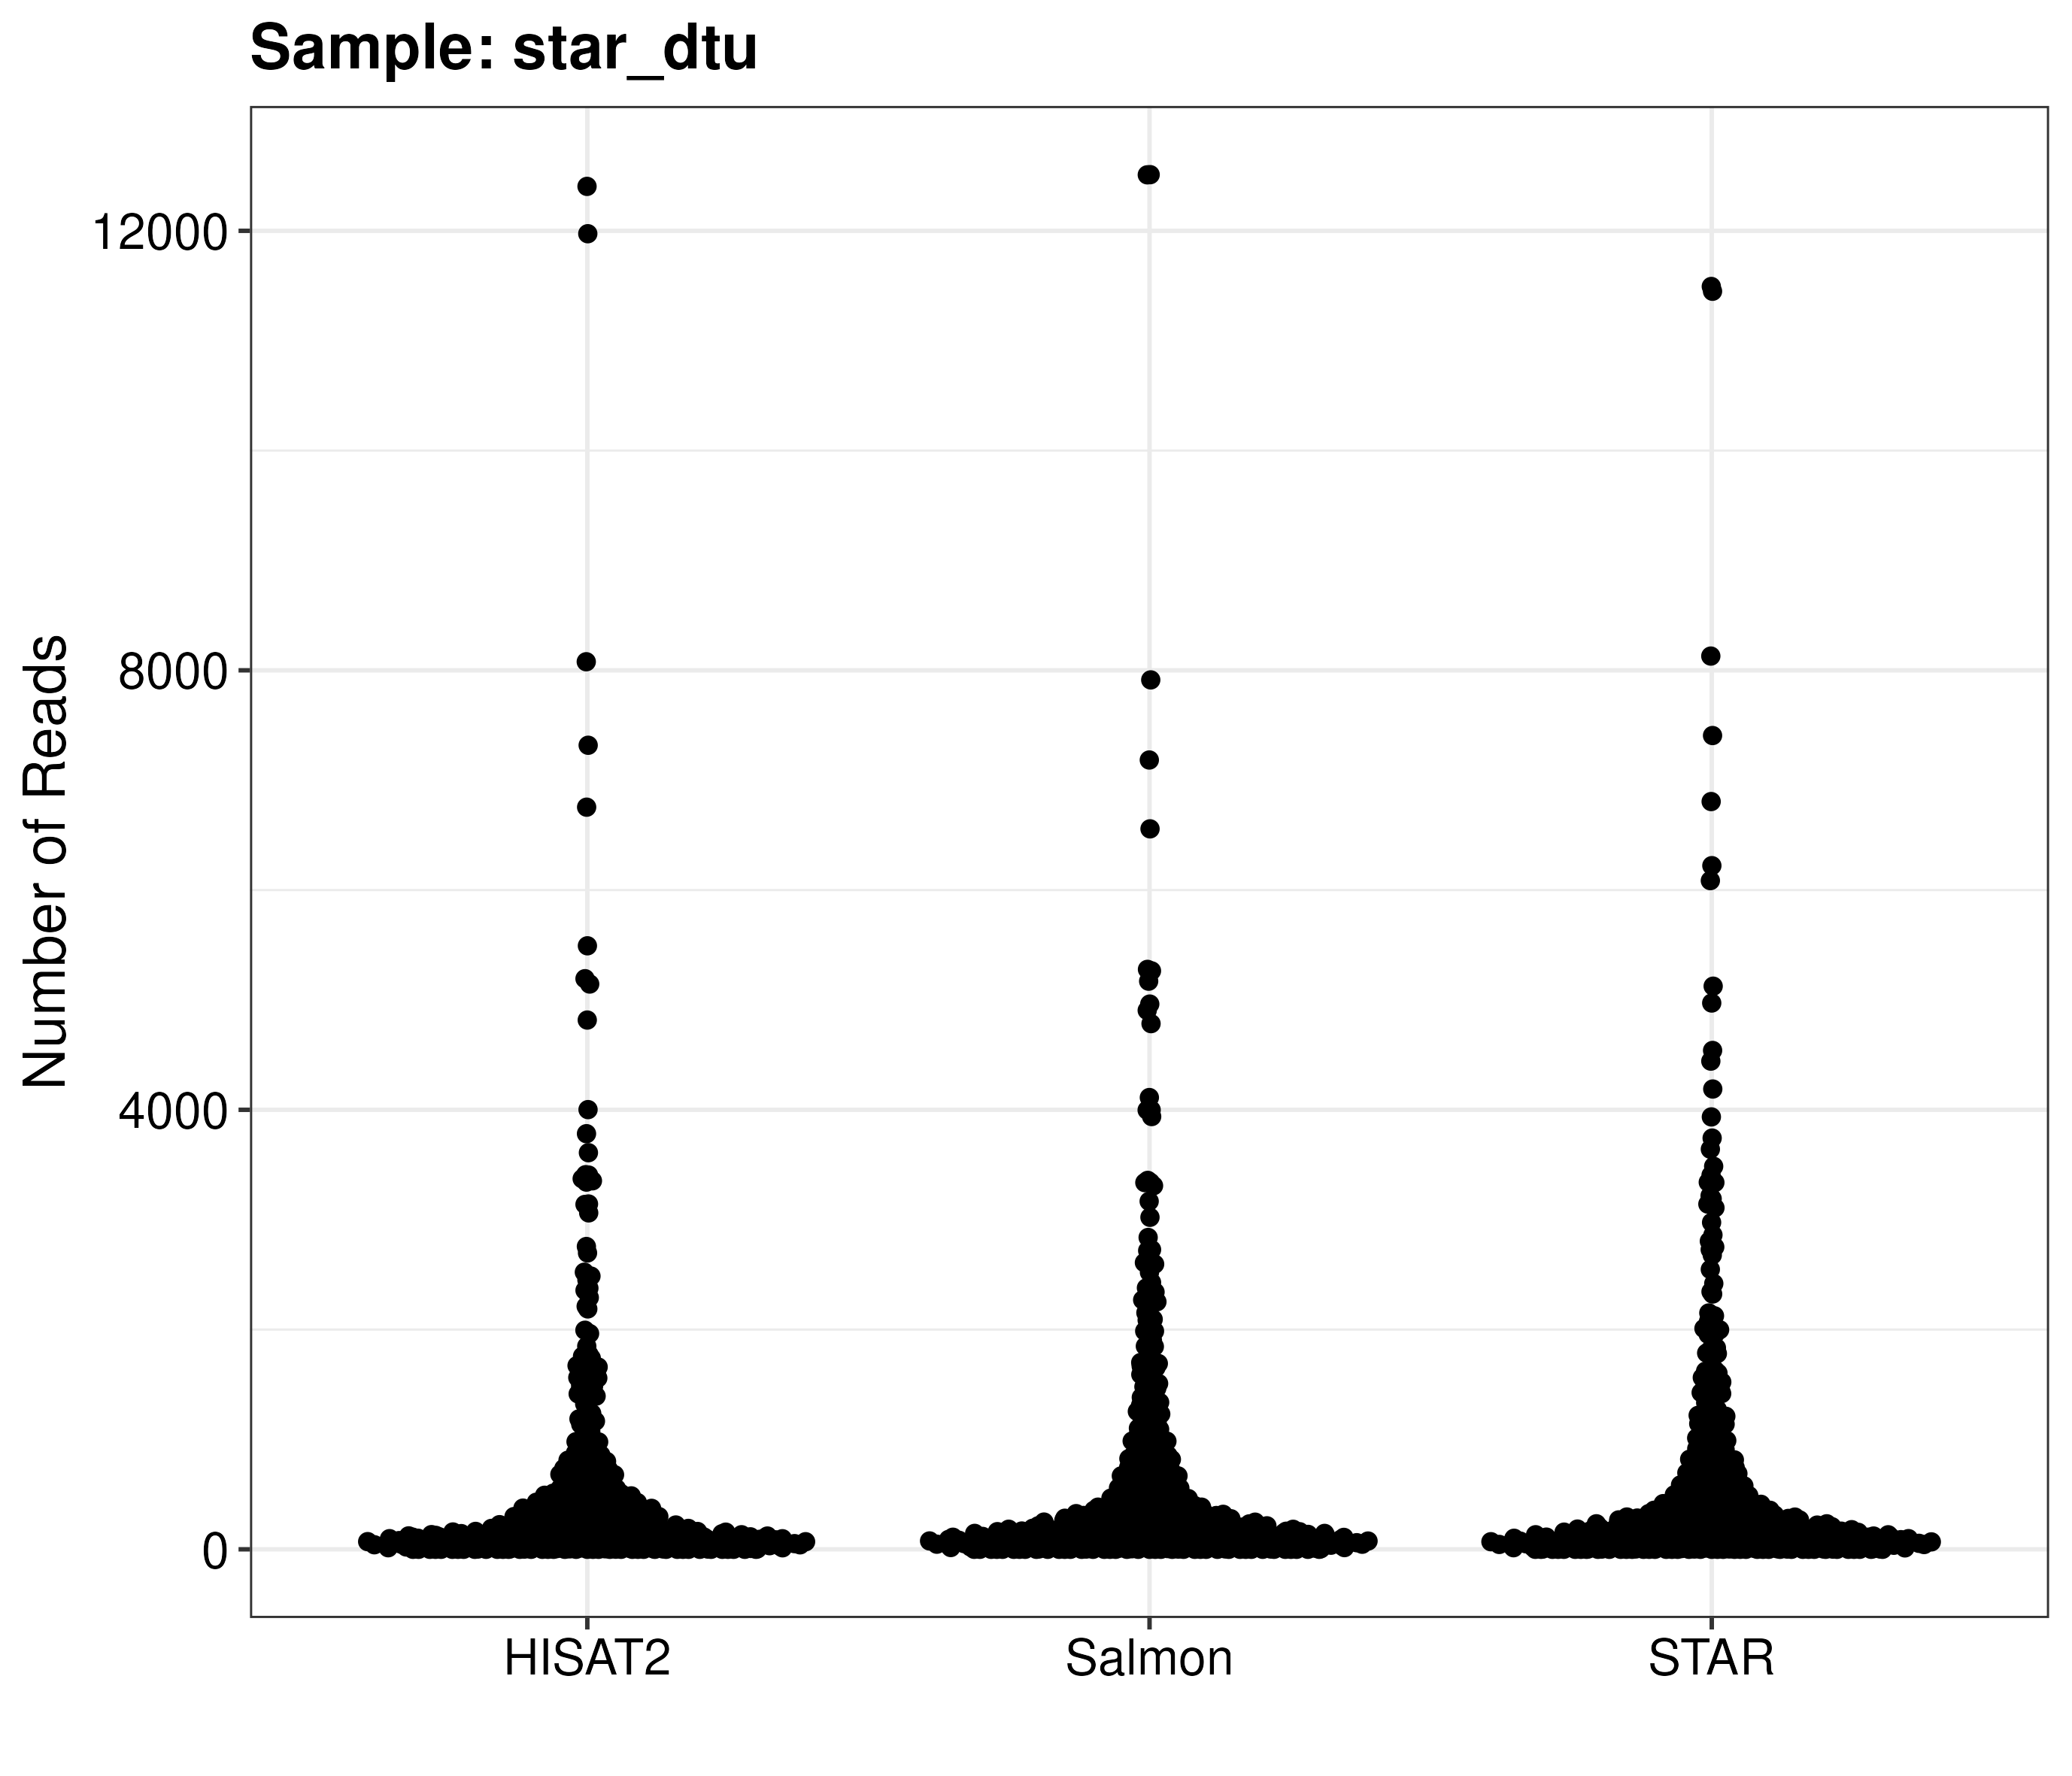 Sample: star_dtu
Number of Reads
12000
8000
4000
0
HISAT2
Salmon
STAR